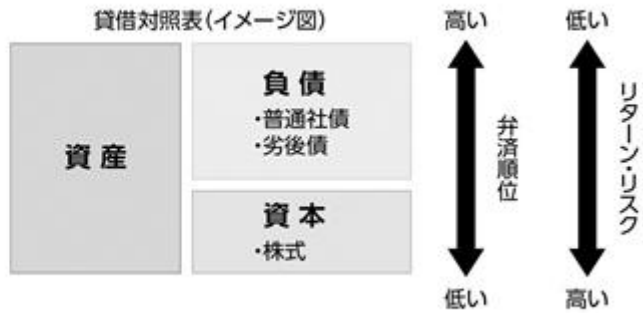 貸借対照表(イメージ図)
資産
負債
・普通社債
・劣後債
資本
・株式
高い
弁済順位
低い
低い
リターン・リスク
高い